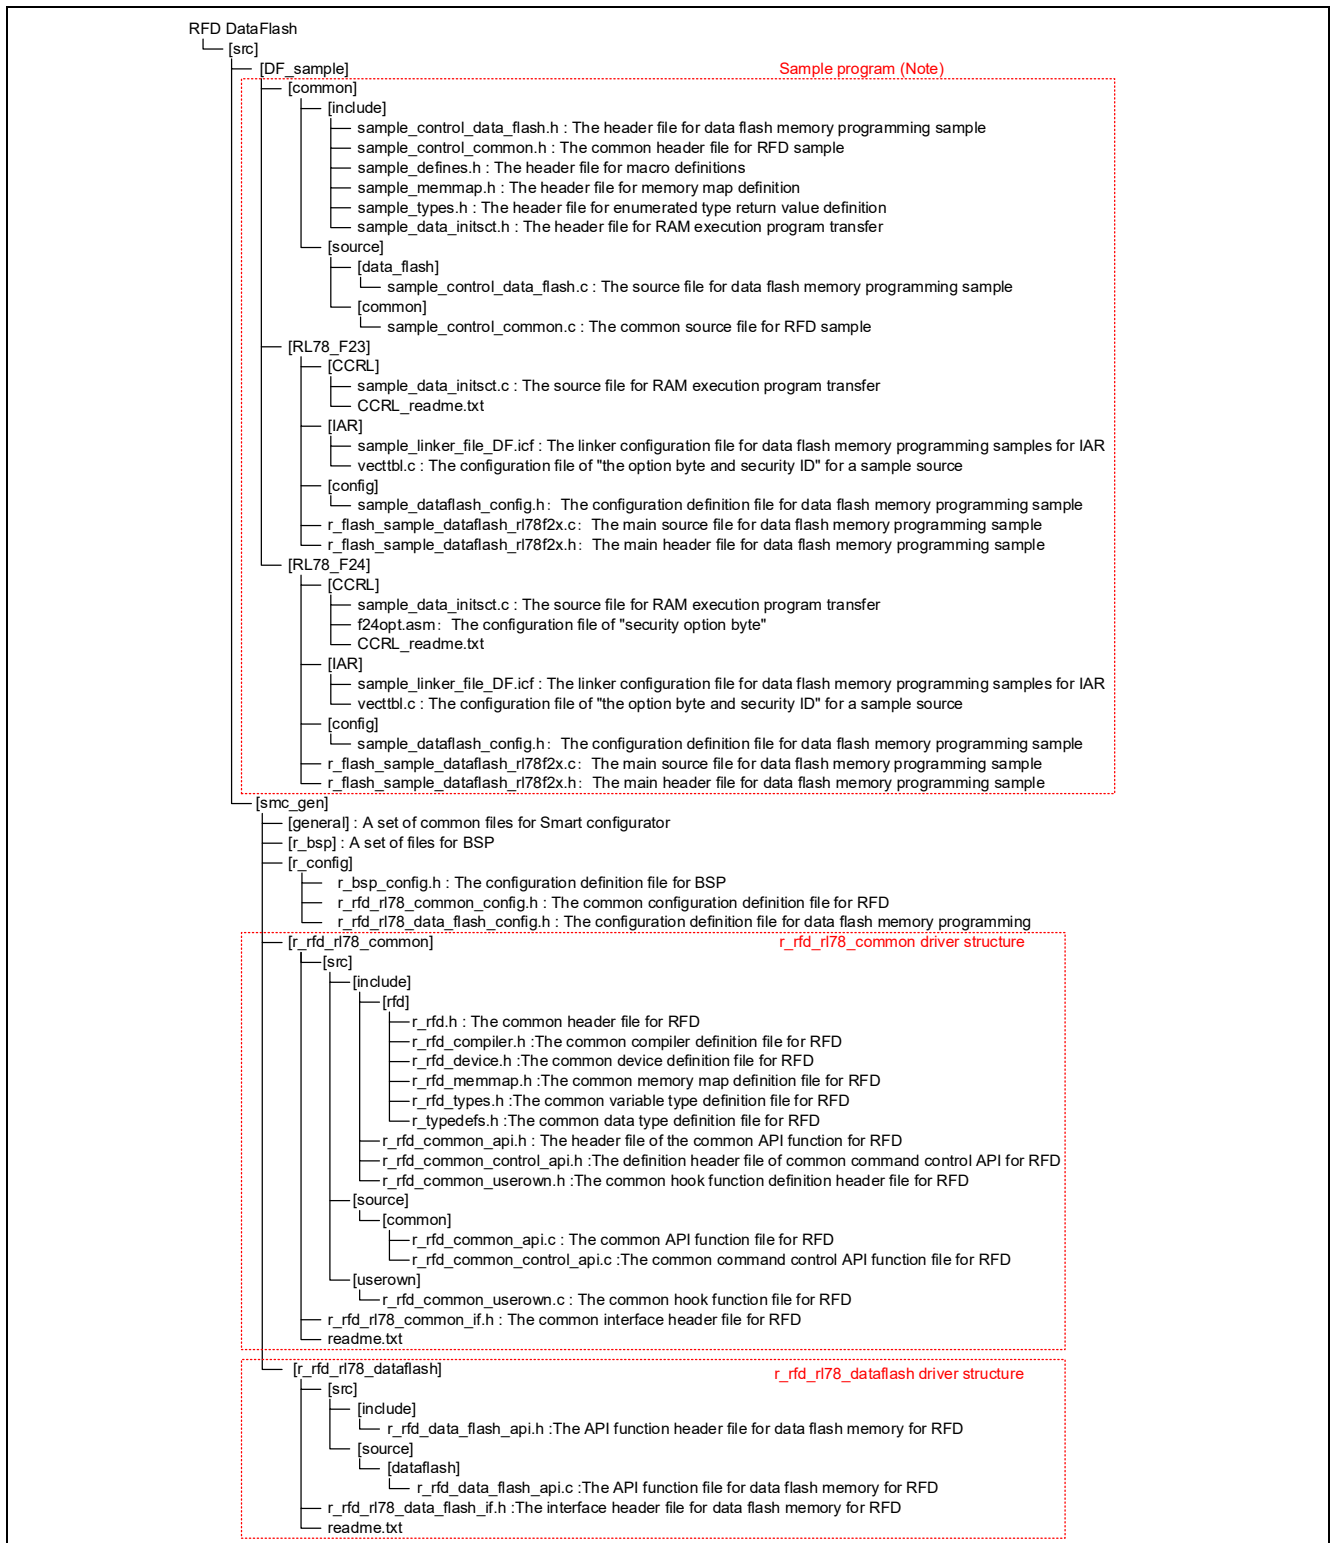 RFD DataFlash
[src]
[DF_sample]
Sample program (Note)
[common]
[include]
sample_control_data_flash.h : The header file for data flash memory programming sample
sample_control_common.h : The common header file for RFD sample
sample_defines.h : The header file for macro definitions
sample_memmap.h : The header file for memory map definition
sample_types.h : The header file for enumerated type return value definition
sample_data_initsct.h : The header file for RAM execution program transfer
[source]
[data_flash]
sample_control_data_flash.c : The source file for data flash memory programming sample
[common]
sample_control_common.c : The common source file for RFD sample
[RL78_F23]
[CCRL]
sample_data_initsct.c : The source file for RAM execution program transfer
CCRL_readme.txt
[IAR]
sample_linker_file_DF.icf : The linker configuration file for data flash memory programming samples for IAR
vecttbl.c : The configuration file of "the option byte and security ID" for a sample source
[config]
sample_dataflash_config.h: The configuration definition file for data flash memory programming sample
r_flash_sample_dataflash_rl78f2x.c: The main source file for data flash memory programming sample
r_flash_sample_dataflash_rl78f2x.h: The main header file for data flash memory programming sample
[RL78_F24]
[CCRL]
sample_data_initsct.c : The source file for RAM execution program transfer
f24opt.asm: The configuration file of "security option byte"
CCRL_readme.txt
[IAR]
sample_linker_file_DF.icf : The linker configuration file for data flash memory programming samples for IAR
vecttbl.c : The configuration file of "the option byte and security ID" for a sample source
[config]
sample_dataflash_config.h: The configuration definition file for data flash memory programming sample
r_flash_sample_dataflash_rl78f2x.c: The main source file for data flash memory programming sample
r_flash_sample_dataflash_rl78f2x.h: The main header file for data flash memory programming sample
[smc_gen]
[general] : A set of common files for Smart configurator
[r_bsp] : A set of files for BSP
[r_config]
r_bsp_config.h : The configuration definition file for BSP
r_rfd_rl78_common_config.h : The common configuration definition file for RFD
r_rfd_rl78_data_flash_config.h : The configuration definition file for data flash memory programming
[r_rfd_rl78_common]
r_rfd_rl78_common driver structure
[src]
[include]
[rfd]
r_rfd.h : The common header file for RFD
r_rfd_compiler.h :The common compiler definition file for RFD
r_rfd_device.h :The common device definition file for RFD
r_rfd_memmap.h :The common memory map definition file for RFD
r_rfd_types.h :The common variable type definition file for RFD
r_typedefs.h :The common data type definition file for RFD
r_rfd_common_api.h : The header file of the common API function for RFD
r_rfd_common_control_api.h :The definition header file of common command control API for RFD
r_rfd_common_userown.h :The common hook function definition header file for RFD
[source]
[common]
r_rfd_common_api.c : The common API function file for RFD
r_rfd_common_control_api.c :The common command control API function file for RFD
[userown]
r_rfd_common_userown.c : The common hook function file for RFD
r_rfd_rl78_common_if.h : The common interface header file for RFD
readme.txt
[r_rfd_rl78_dataflash]
r_rfd_rl78_dataflash driver structure
[src]
[include]
r_rfd_data_flash_api.h :The API function header file for data flash memory for RFD
[source]
[dataflash]
r_rfd_data_flash_api.c :The API function file for data flash memory for RFD
r_rfd_rl78_data_flash_if.h :The interface header file for data flash memory for RFD
readme.txt